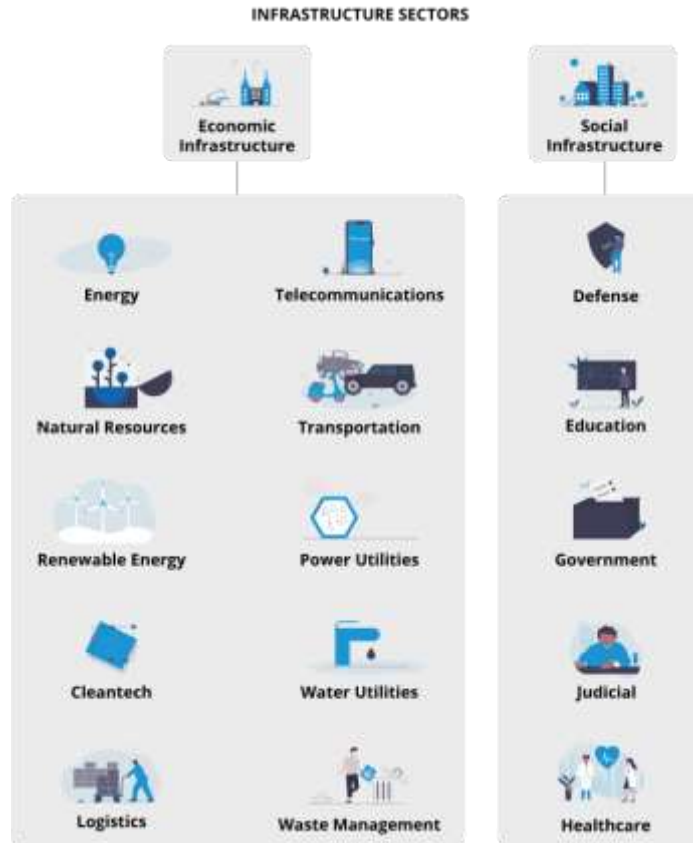 INFRASTRUCTURE SECTORS
Economic
Infrastructure
Social
Infrastructure
Energy
Telecommunications
Defense
Natural Resources
Transportation
Education
Renewable Energy
Power Utilities
Government
Cleantech
Water Utilities
Judicial
Logistics
Waste Management
Healthcare